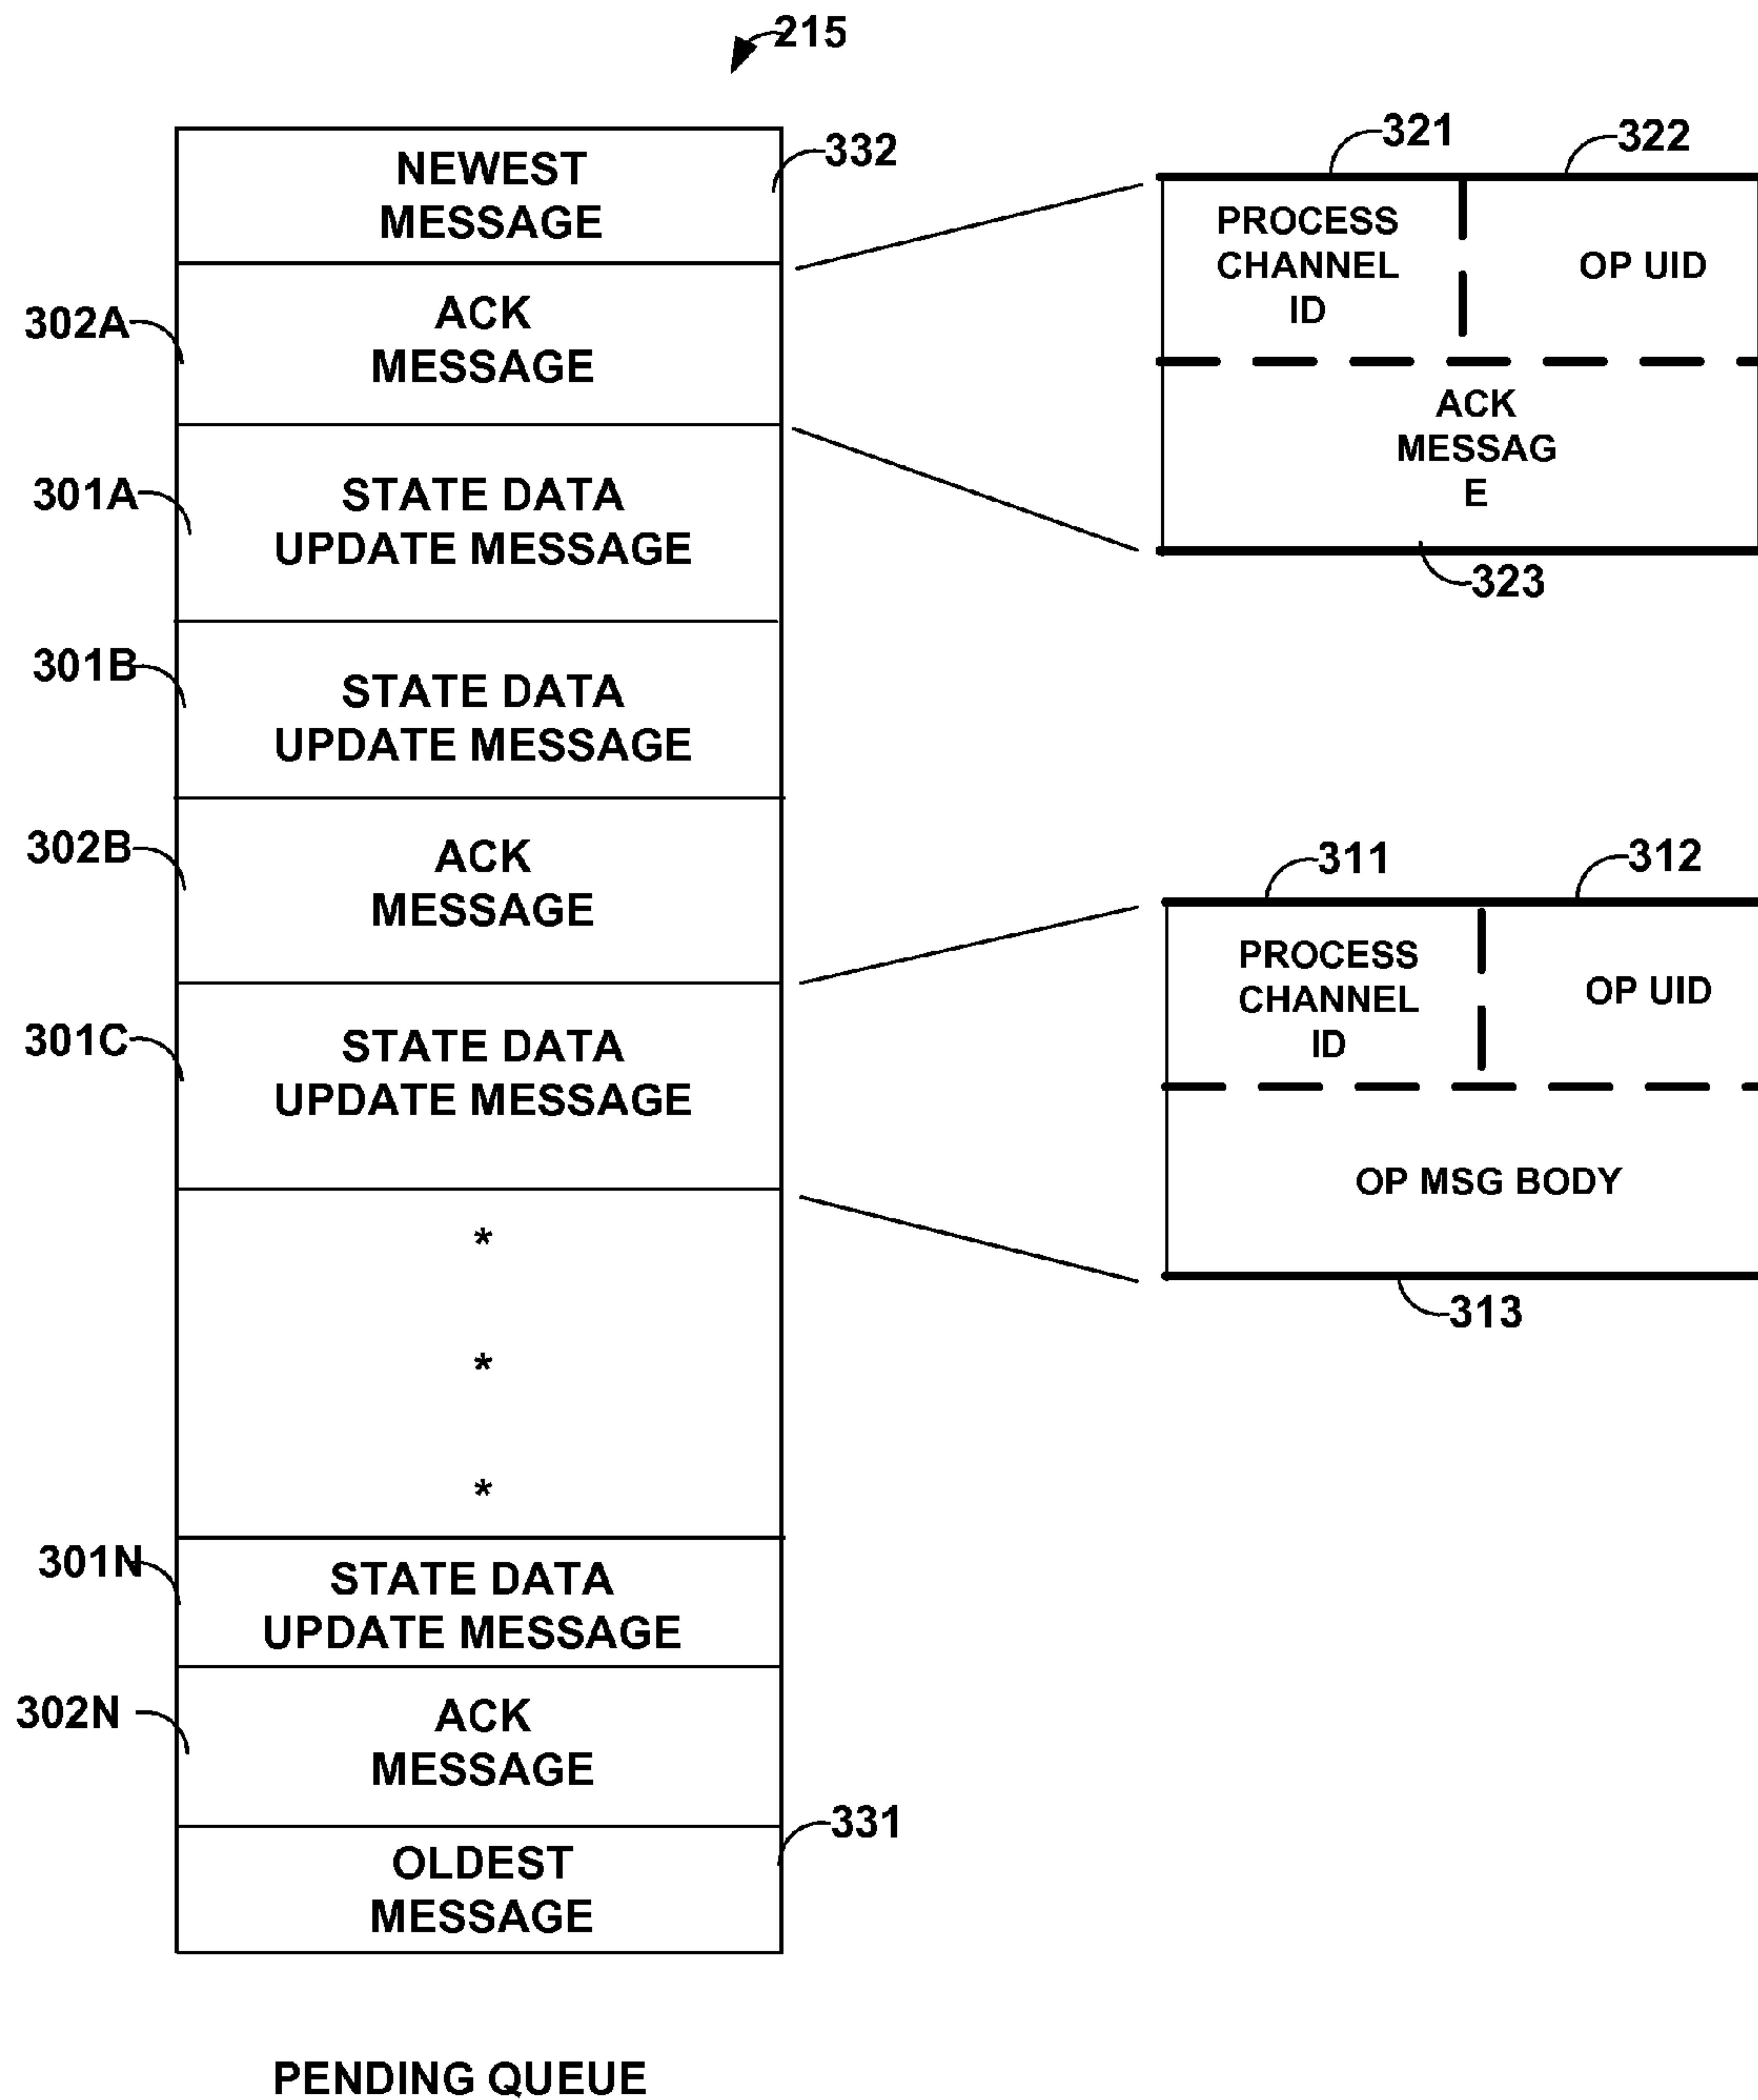 215
NEWEST
MESSAGE
332
302A
ACK
MESSAGE
301A
STATE DATA
UPDATE MESSAGE
301B
STATE DATA
UPDATE MESSAGE
302B
ACK
MESSAGE
301C
STATE DATA
UPDATE MESSAGE
*
*
*
301N
STATE DATA
UPDATE MESSAGE
302N
ACK
MESSAGE
331
OLDEST
MESSAGE
PENDING QUEUE
321
322
PROCESS
CHANNEL
ID
OP UID
ACK
MESSAG
E
323
311
312
PROCESS
CHANNEL
ID
OP UID
OP MSG BODY
313